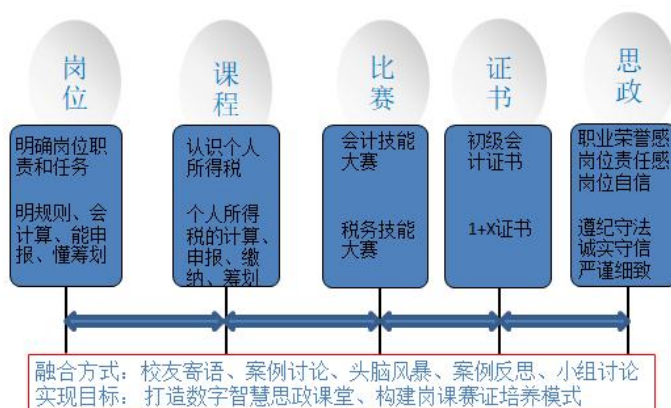 岗位
课程
比赛
证书
思政
明确岗位职
责和任务
明规则、会
计算、能申
报、懂筹划
认识个人
所得税
个人所得
税的计算、
申报、缴
纳、筹划
会计技能
大赛
税务技能
大赛
初级会
计证书
1+X证书
职业荣誉感
岗位责任感
岗位自信
遵纪守法
诚实守信
严谨细致
融合方式：校友寄语、案例讨论、头脑风暴、案例反思、小组讨论
实现目标：打造数字智慧思政课堂、构建岗课赛证培养模式